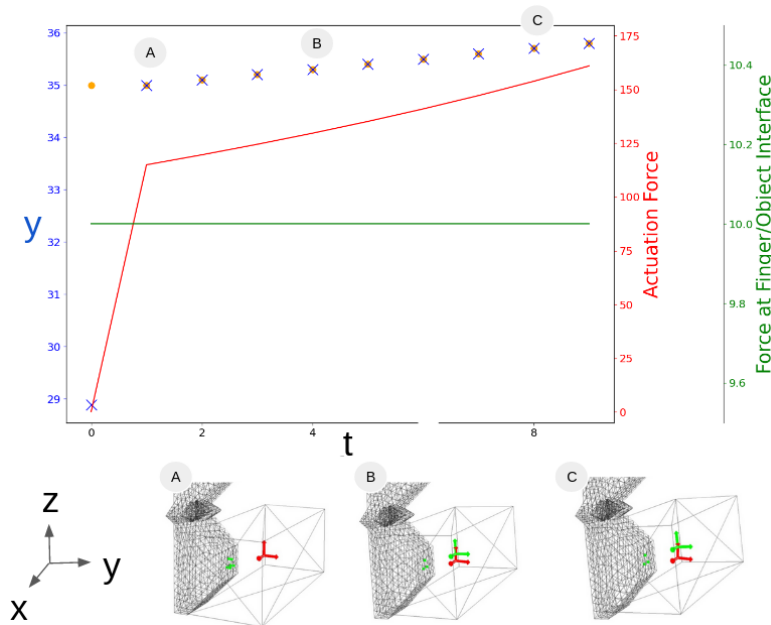 36
35
34
33
32
31
30
29
y
A
B
C
0
2
4
8
t
175
150
125
100
75
50
25
0
Actuation Force
10.4
10.2
10.0
9.8
9.6
Force at Finger/Object Interface
A
B
C
z
y
x